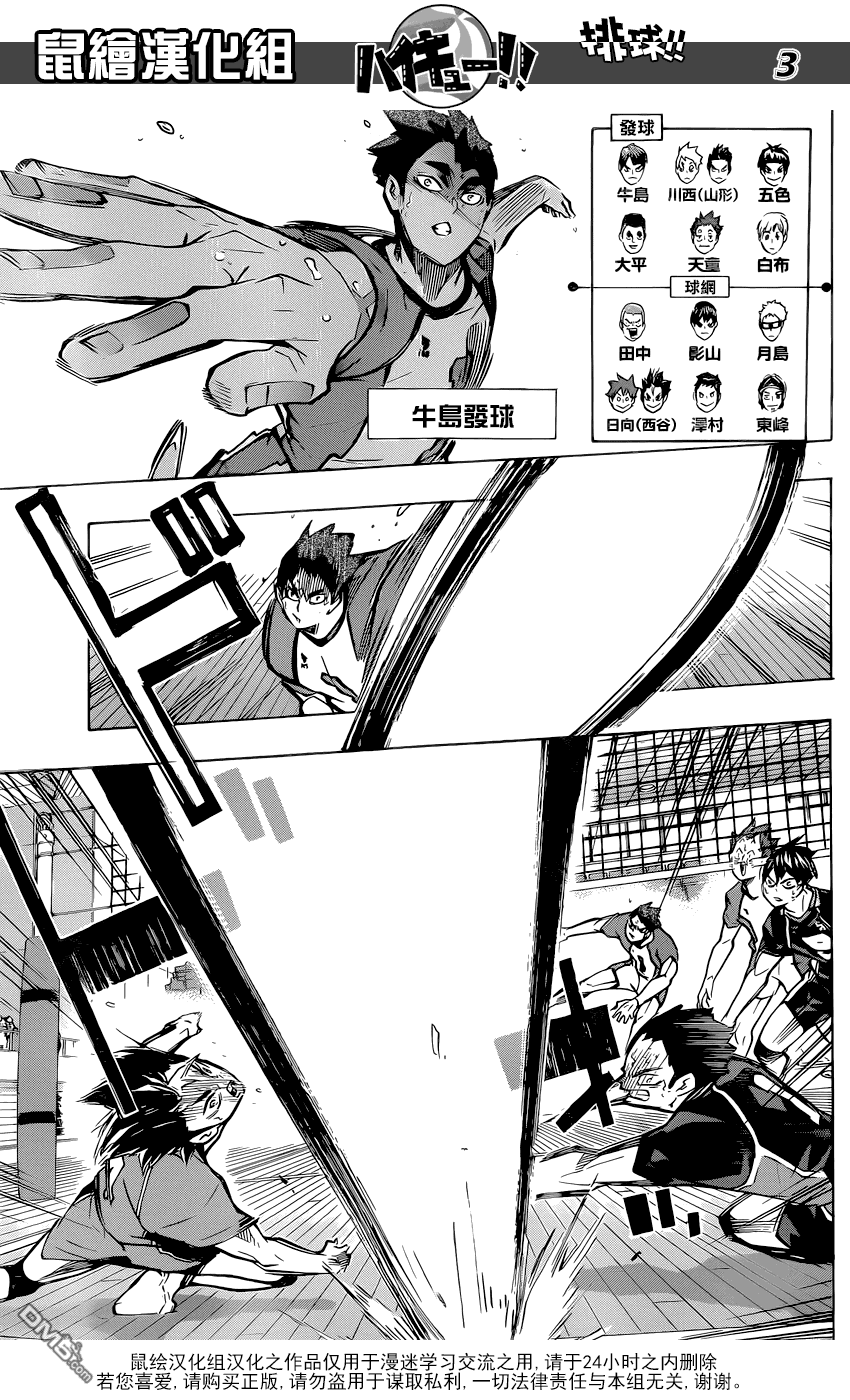 鼠繪漢化組
ハイキュー!!
排球!!
3
發球
牛島 川西(山形) 五色
大平 天童 白布
球網
田中 影山 月島
日向(西谷) 澤村 東峰
牛島發球
DM5.com
鼠绘汉化组汉化之作品仅用于漫迷学习交流之用, 请于24小时之内删除
若您喜爱, 请购买正版, 请勿盗用于谋取私利, 一切法律责任与本组无关, 谢谢。